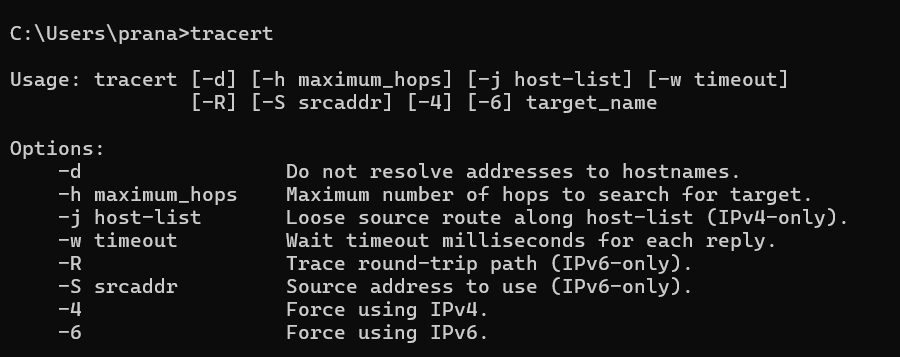 C:\Users\prana>tracert
Usage: tracert [-d] [-h maximum_hops] [-j host-list] [-w timeout]
               [-R] [-S srcaddr] [-4] [-6] target_name
Options:
    -d                 Do not resolve addresses to hostnames.
    -h maximum_hops    Maximum number of hops to search for target.
    -j host-list       Loose source route along host-list (IPv4-only).
    -w timeout         Wait timeout milliseconds for each reply.
    -R                 Trace round-trip path (IPv6-only).
    -S srcaddr         Source address to use (IPv6-only).
    -4                 Force using IPv4.
    -6                 Force using IPv6.